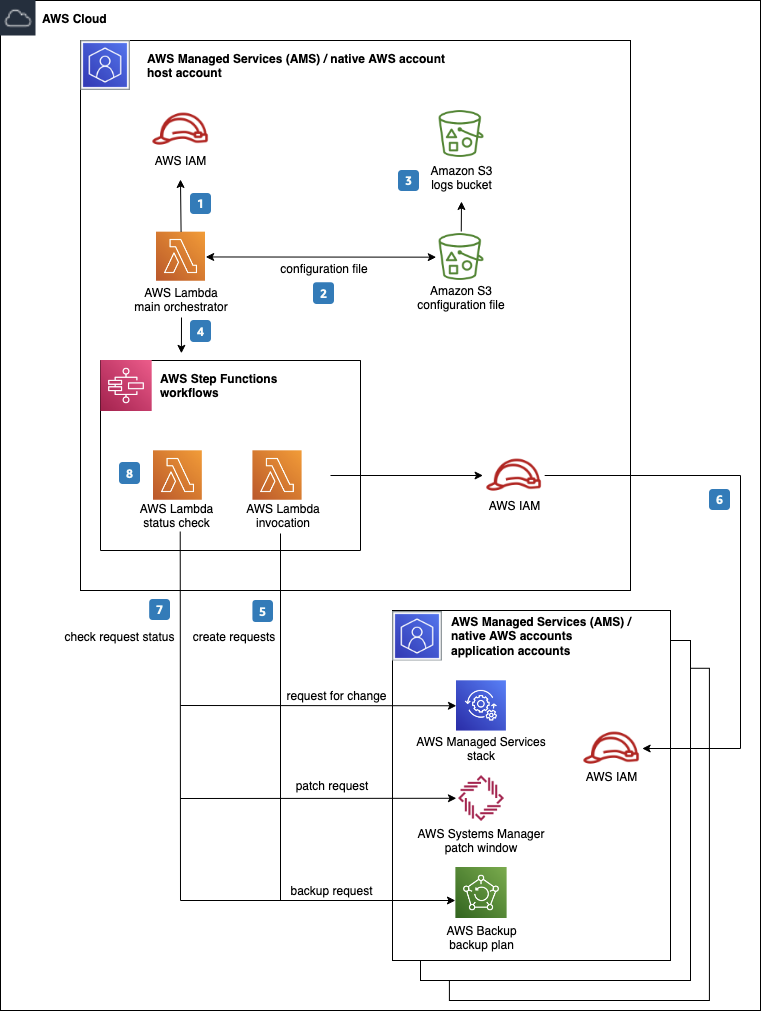 AWS Cloud
AWS Managed Services (AMS) / native AWS account
host account
AWS IAM
Amazon S3
logs bucket
3
1
configuration file
2
AWS Lambda
main orchestrator
Amazon S3
configuration file
4
AWS Step Functions
workflows
8
AWS Lambda
status check
AWS Lambda
invocation
AWS IAM
6
7
5
check request status
create requests
AWS Managed Services (AMS) /
native AWS accounts
application accounts
request for change
AWS Managed Services
stack
AWS IAM
patch request
AWS Systems Manager
patch window
backup request
AWS Backup
backup plan